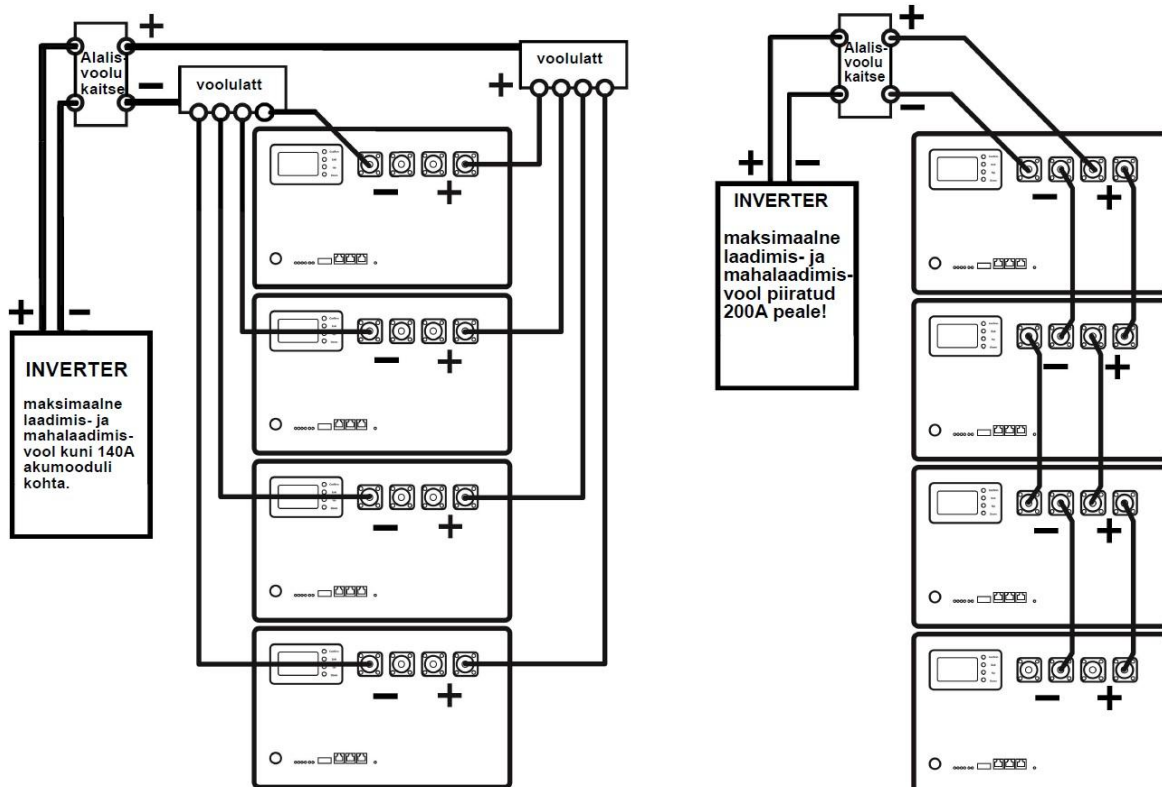 +
Alalis-
voolu
kaitse
−
voolulatt
voolulatt
+
− +
− +
− +
− +
+ −
INVERTER
maksimaalne
laadimis- ja
mahalaadimis-
vool kuni 140A
akumooduli
kohta.
+
Alalis-
voolu
kaitse
−
+ −
INVERTER
maksimaalne
laadimis- ja
mahalaadimis-
vool piiratud
200A peale!
− +
− +
− +
− +